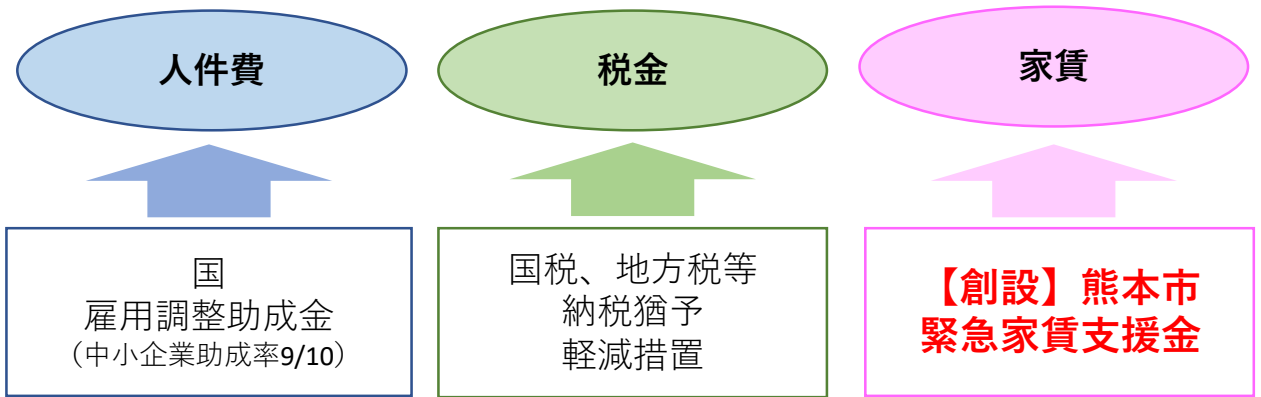 人件費
税金
家賃
国
雇用調整助成金
（中小企業助成率9/10）
国税、地方税等
納税猶予
軽減措置
【創設】熊本市
緊急家賃支援金